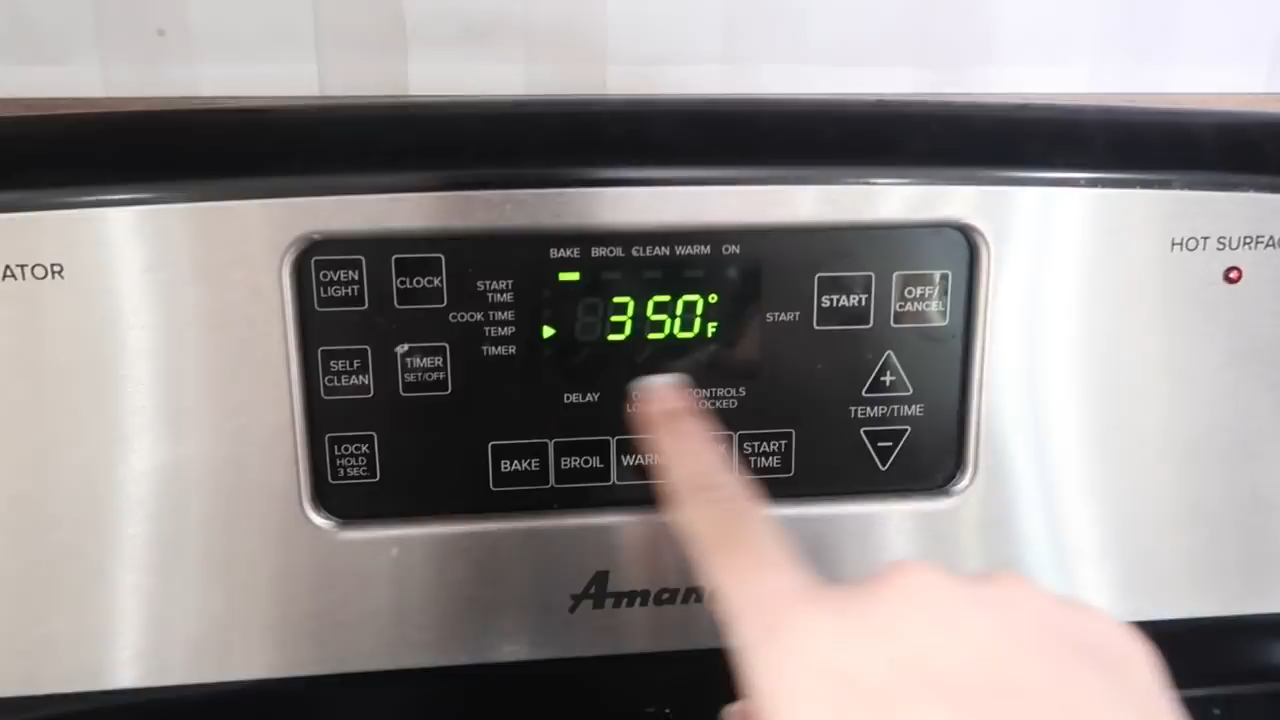 BAKE BROIL CLEAN WARM ON
OVEN
LIGHT
CLOCK
START
TIME
COOK TIME
TEMP
TIMER
350°F
START
START
OFF/
CANCEL
HOT SURFA
ATOR
SELF
CLEAN
TIMER
SET/OFF
DELAY
CONTROLS
LOCKED
TEMP/TIME
LOCK
HOLD
3 SEC.
BAKE
BROIL
WARM
START
TIME
Aman